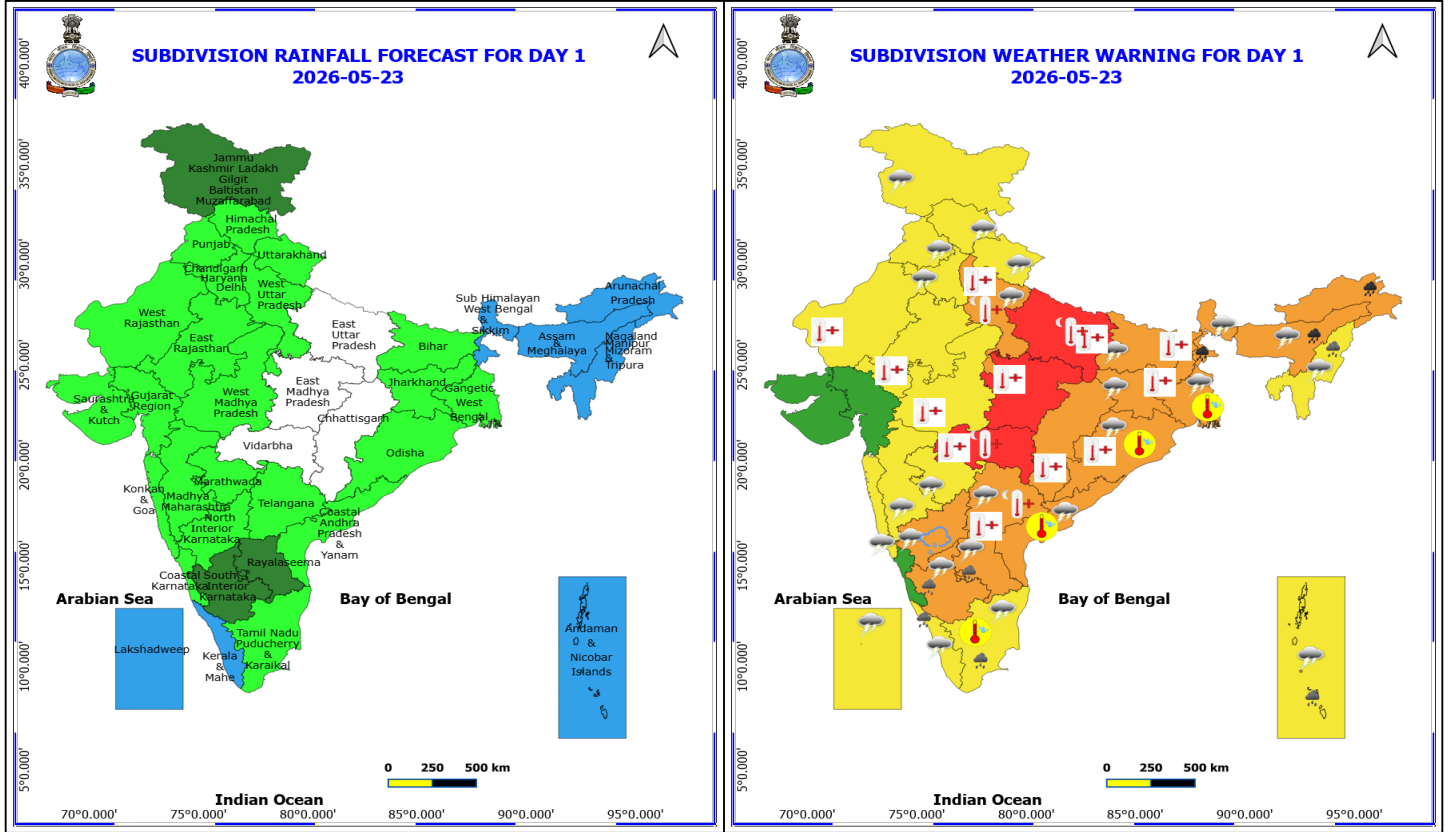 SUBDIVISION RAINFALL FORECAST FOR DAY 1
2026-05-23
40°0.000'
35°0.000'
30°0.000'
25°0.000'
20°0.000'
15°0.000'
10°0.000'
5°0.000'
Jammu
Kashmir Ladakh
Gilgit
Baltistan
Muzaffarabad
Himachal
Pradesh
Punjab
Uttarakhand
Chandigarh
Haryana
Delhi
West
Uttar
Pradesh
West
Rajasthan
East
Rajasthan
East
Uttar
Pradesh
Bihar
Sub Himalayan
West Bengal
&
Sikkim
Arunachal
Pradesh
Assam
&
Meghalaya
Nagaland
Manipur
Mizoram
&
Tripura
Jharkhand
Gangetic
West
Bengal
Saurashtra
&
Kutch
Gujarat
Region
West
Madhya
Pradesh
East
Madhya
Pradesh
Chhattisgarh
Vidarbha
Odisha
Konkan
&
Goa
Madhya
Maharashtra
Marathwada
Telangana
North
Interior
Karnataka
Coastal
Andhra
Pradesh
&
Yanam
Rayalaseema
Coastal
Karnataka
South
Interior
Karnataka
Tamil Nadu
Puducherry
&
Karaikal
Kerala
&
Mahe
Lakshadweep
Andaman
&
Nicobar
Islands
Arabian Sea
Bay of Bengal
Indian Ocean
0 250 500 km
70°0.000' 75°0.000' 80°0.000' 85°0.000' 90°0.000' 95°0.000'
SUBDIVISION WEATHER WARNING FOR DAY 1
2026-05-23
40°0.000'
35°0.000'
30°0.000'
25°0.000'
20°0.000'
15°0.000'
10°0.000'
5°0.000'
Arabian Sea
Bay of Bengal
Indian Ocean
0 250 500 km
70°0.000' 75°0.000' 80°0.000' 85°0.000' 90°0.000' 95°0.000'